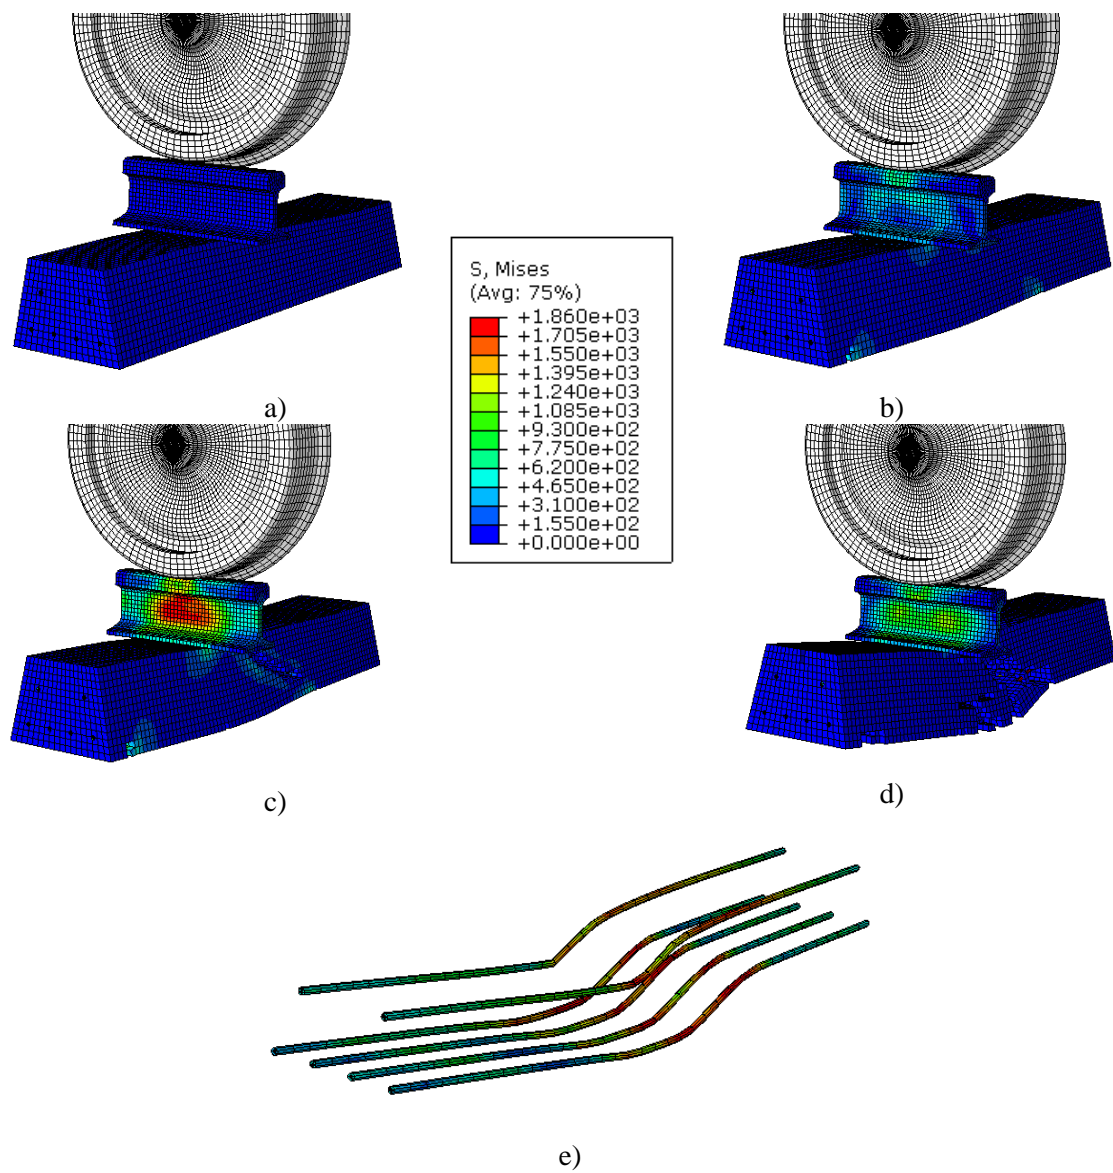 S, Mises
(Avg: 75%)
+1.860e+03
+1.705e+03
+1.550e+03
+1.395e+03
+1.240e+03
+1.085e+03
+9.300e+02
+7.750e+02
+6.200e+02
+4.650e+02
+3.100e+02
+1.550e+02
+0.000e+00
a)
b)
c)
d)
e)